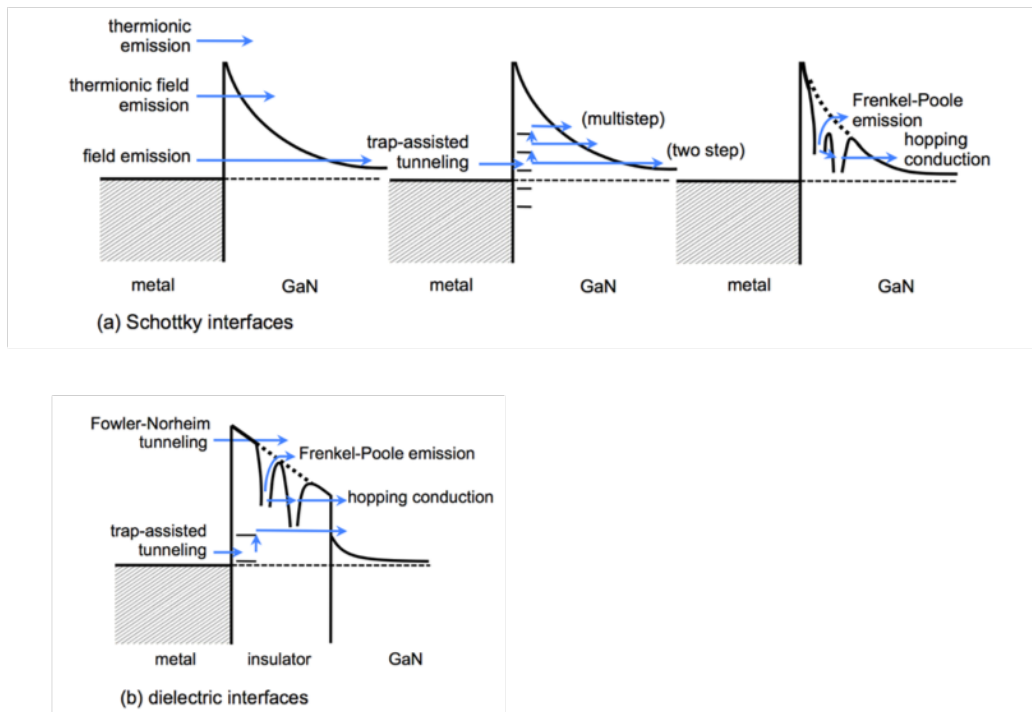 thermionic
emission
thermionic field
emission
field emission
metal
GaN
trap-assisted
tunneling
(multistep)
(two step)
metal
GaN
Frenkel-Poole
emission
hopping
conduction
metal
GaN
(a) Schottky interfaces
Fowler-Norheim
tunneling
Frenkel-Poole emission
hopping conduction
trap-assisted
tunneling
metal
insulator
GaN
(b) dielectric interfaces